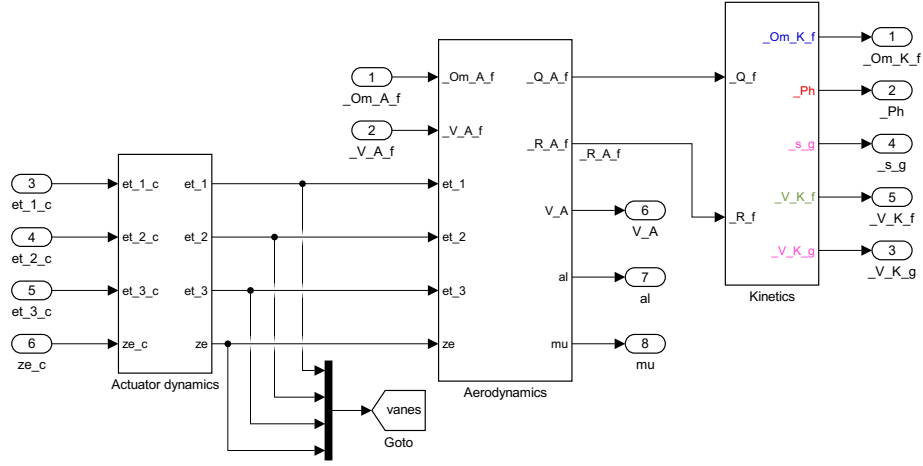 3
et_1_c
4
et_2_c
5
et_3_c
6
ze_c
et_1_c
et_1
et_2_c
et_2
et_3_c
et_3
ze_c
ze
Actuator dynamics
vanes
Goto
1
_Om_A_f
2
_V_A_f
_Om_A_f
_Q_A_f
_V_A_f
_R_A_f
et_1
V_A
et_2
al
et_3
mu
ze
Aerodynamics
_R_A_f
6
V_A
7
al
8
mu
_Q_f
_R_f
_Om_K_f
_Ph
_s_g
_V_K_f
_V_K_g
Kinetics
1
_Om_K_f
2
_Ph
4
_s_g
5
_V_K_f
3
_V_K_g